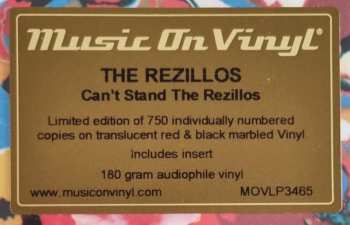 Music On Vinyl®
THE REZILLOS
Can't Stand The Rezillos
Limited edition of 750 individually numbered
copies on translucent red & black marbled Vinyl
Includes insert
180 gram audiophile vinyl
www.musiconvinyl.com MOVLP3465